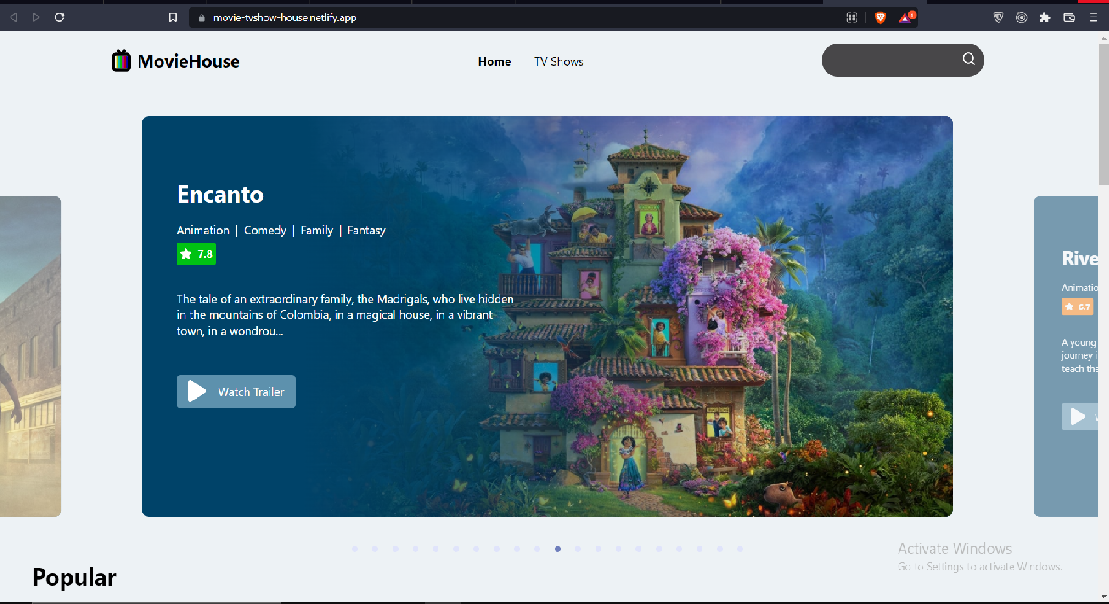 movie-tvshow-house.netlify.app
MovieHouse
Home
TV Shows
Encanto
Animation | Comedy | Family | Fantasy
7.8
The tale of an extraordinary family, the Madrigals, who live hidden
in the mountains of Colombia, in a magical house, in a vibrant
town, in a wondrou...
Watch Trailer
Rive
Animatio
6.7
A young
journey i
teach tha
Activate Windows
Go to Settings to activate Windows.
Popular